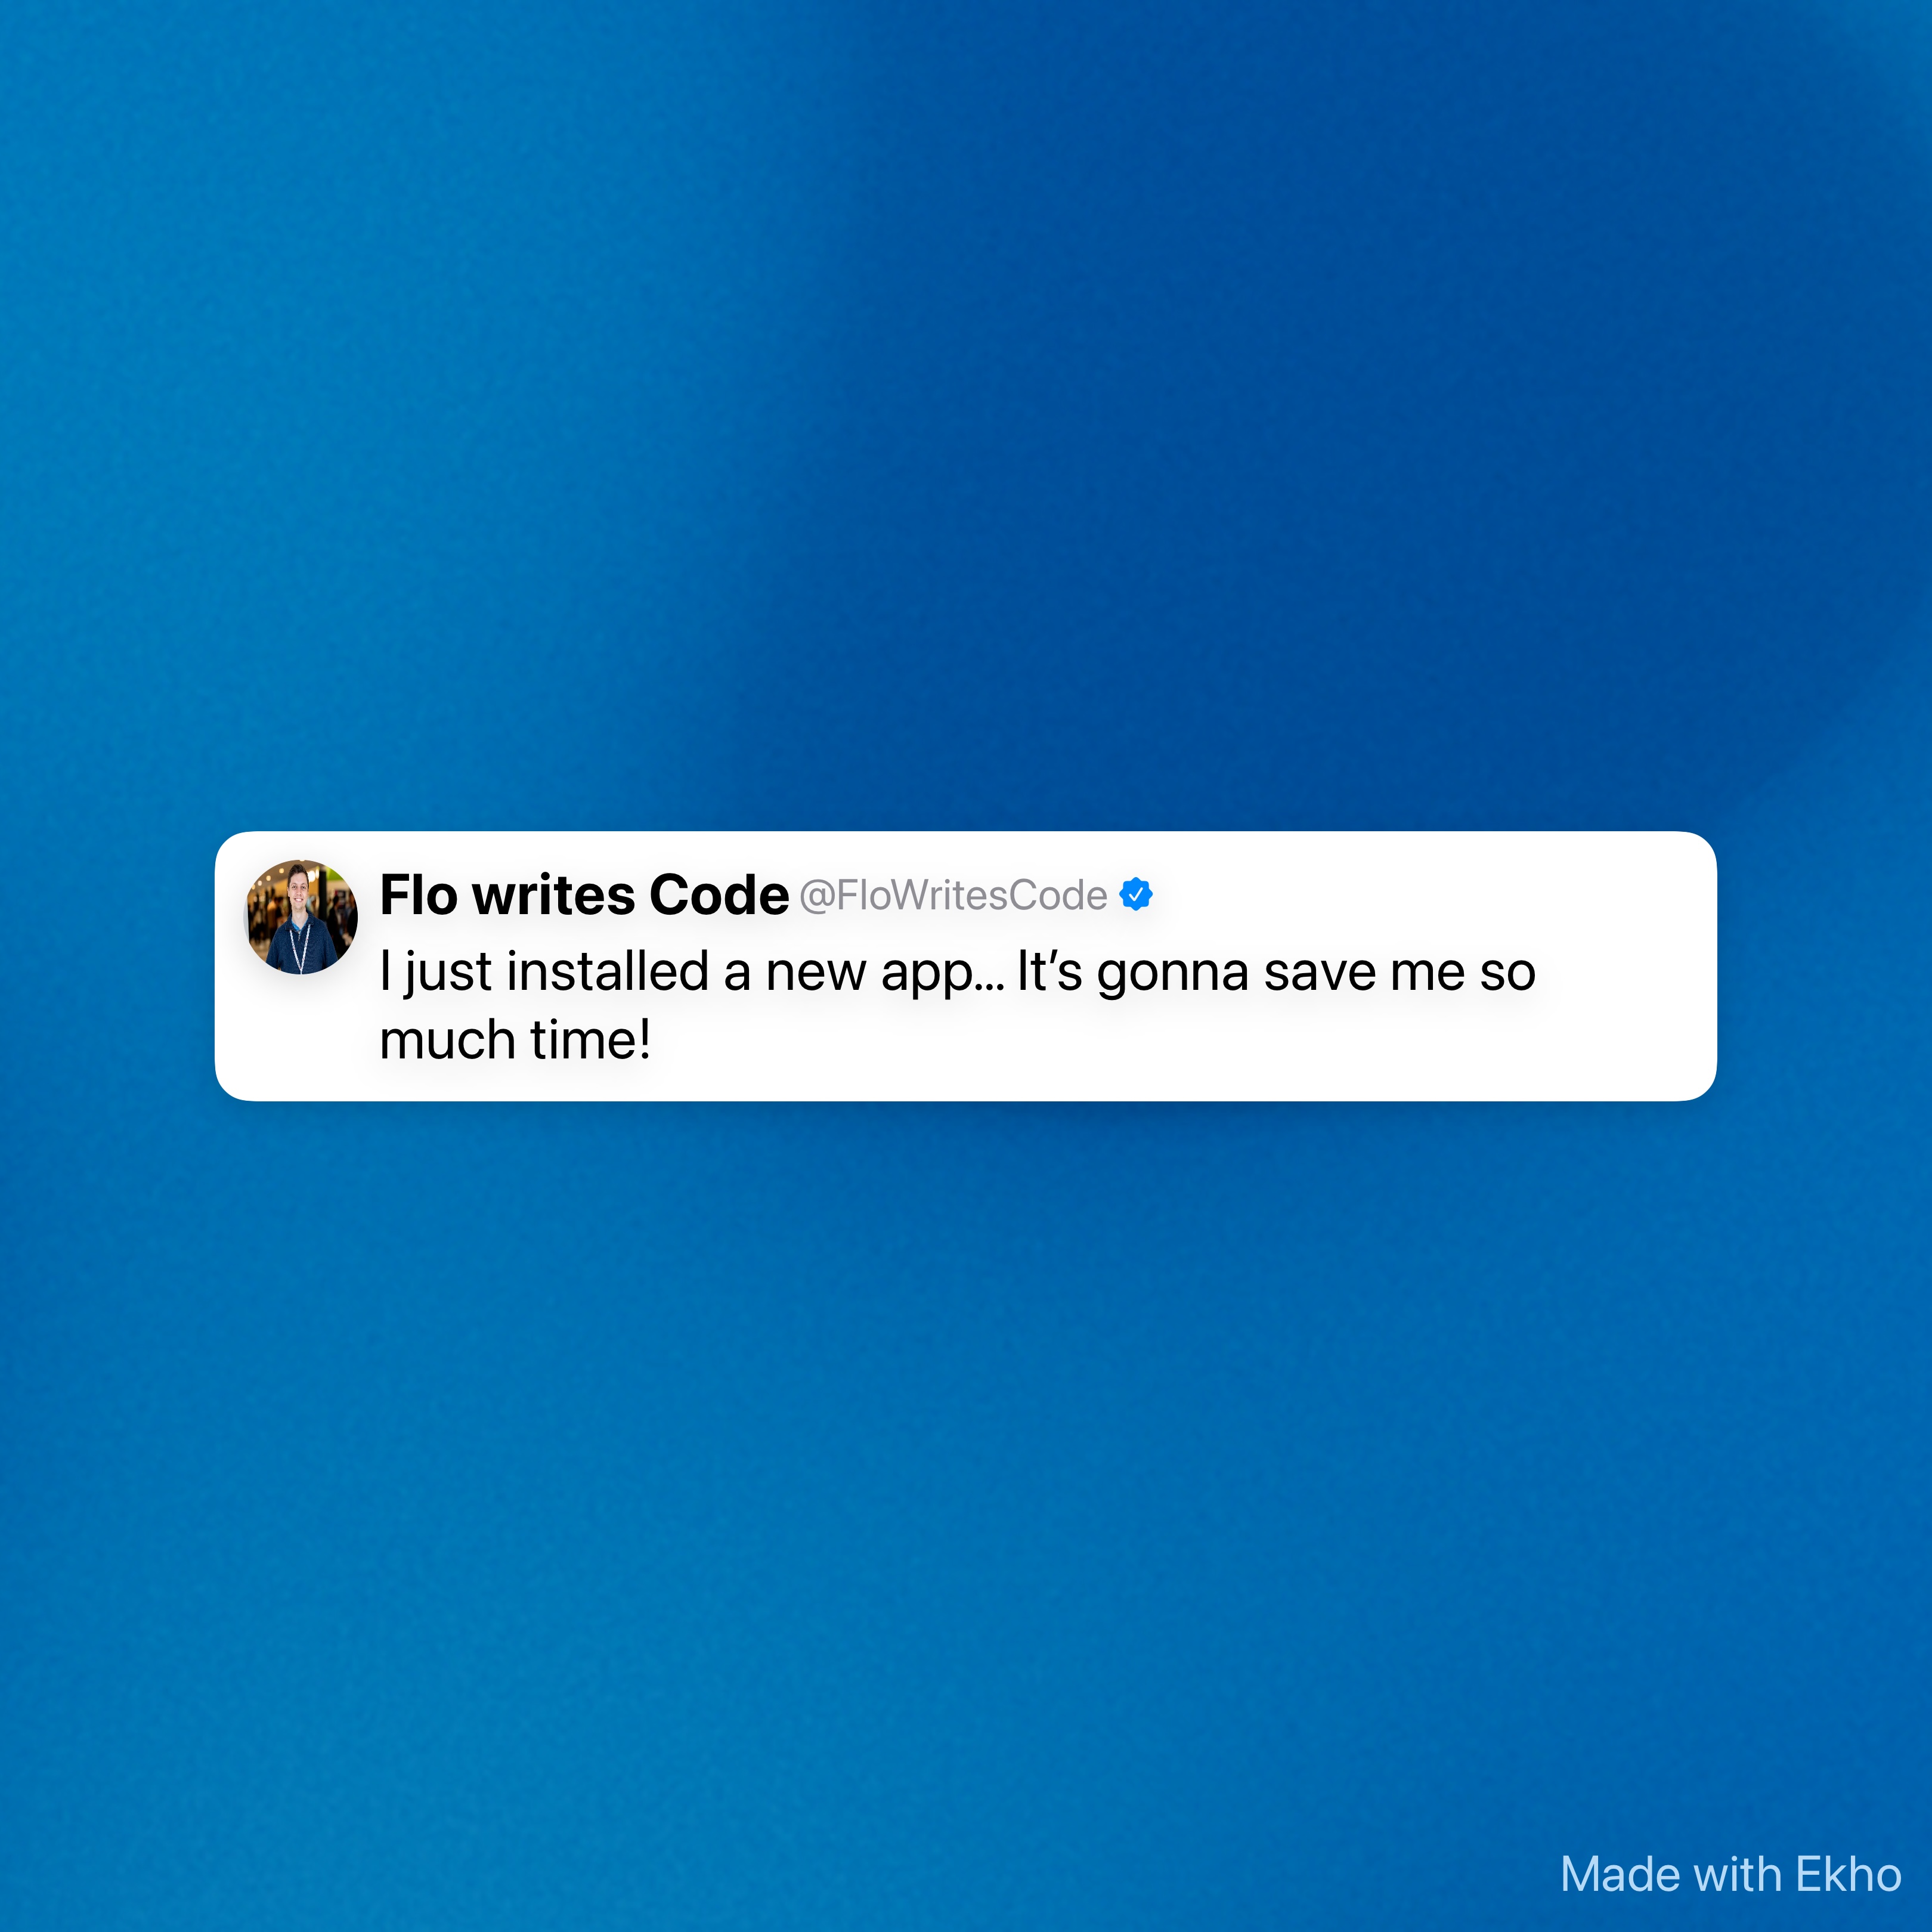 Flo writes Code @FloWritesCode
I just installed a new app... It’s gonna save me so
much time!
Made with Ekho